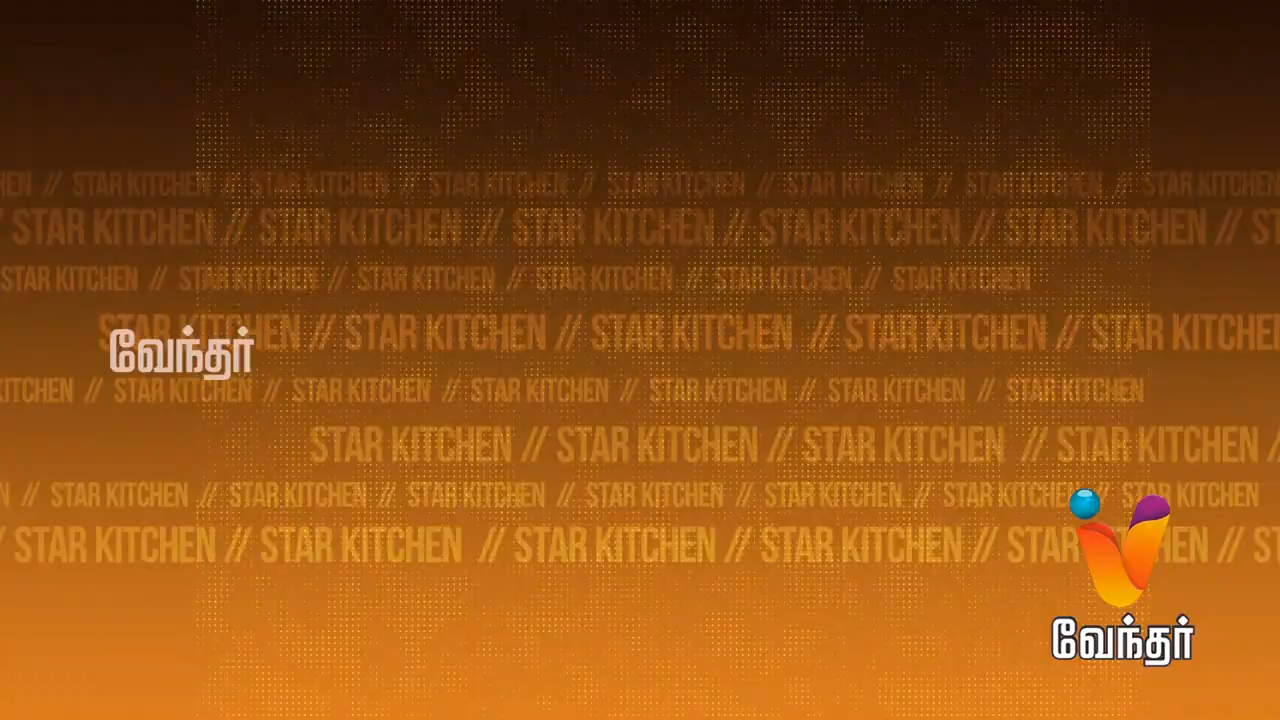 STAR KITCHEN // STAR KITCHEN // STAR KITCHEN // STAR KITCHEN // STAR KITCHEN // STAR KITCHEN // STAR KITCHEN
// STAR KITCHEN // STAR KITCHEN // STAR KITCHEN // STAR KITCHEN // STAR KITCHEN //
STAR KITCHEN // STAR KITCHEN // STAR KITCHEN // STAR KITCHEN // STAR KITCHEN // STAR KITCHEN
STAR KITCHEN // STAR KITCHEN // STAR KITCHEN // STAR KITCHEN // STAR KITCHEN
வேந்தர்
KITCHEN // STAR KITCHEN // STAR KITCHEN // STAR KITCHEN // STAR KITCHEN // STAR KITCHEN // STAR KITCHEN
STAR KITCHEN // STAR KITCHEN // STAR KITCHEN // STAR KITCHEN //
// STAR KITCHEN // STAR KITCHEN // STAR KITCHEN // STAR KITCHEN // STAR KITCHEN // STAR KITCHEN // STAR KITCHEN
// STAR KITCHEN // STAR KITCHEN // STAR KITCHEN // STAR KITCHEN // STAR KITCHEN //
வேந்தர்